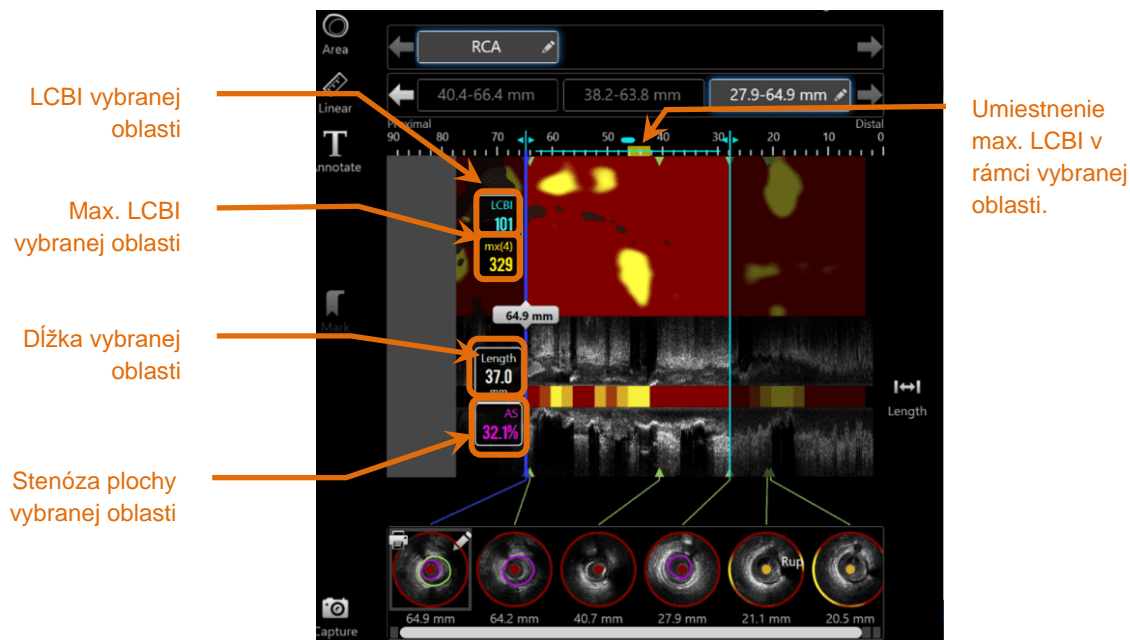 LCBI vybranej
oblasti
Max. LCBI
vybranej oblasti
Dĺžka vybranej
oblasti
Stenóza plochy
vybranej oblasti
Area
Linear
Annotate
Mark
Capture
RCA
40.4-66.4 mm
38.2-63.8 mm
27.9-64.9 mm
Proximal
Distal
90 80 70 60 50 40 30 20 10 0
LCBI
101
mx(4)
329
64.9 mm
Length
37.0
mm
AS
32.1%
Length
Rup
64.9 mm
64.2 mm
40.7 mm
27.9 mm
21.1 mm
20.5 mm
Umiestnenie
max. LCBI v
rámci vybranej
oblasti.